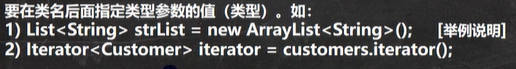 要在类名后面指定类型参数的值（类型）。如：
1) List<String> strList = new ArrayList<String>(); [举例说明]
2) Iterator<Customer> iterator = customers.iterator();